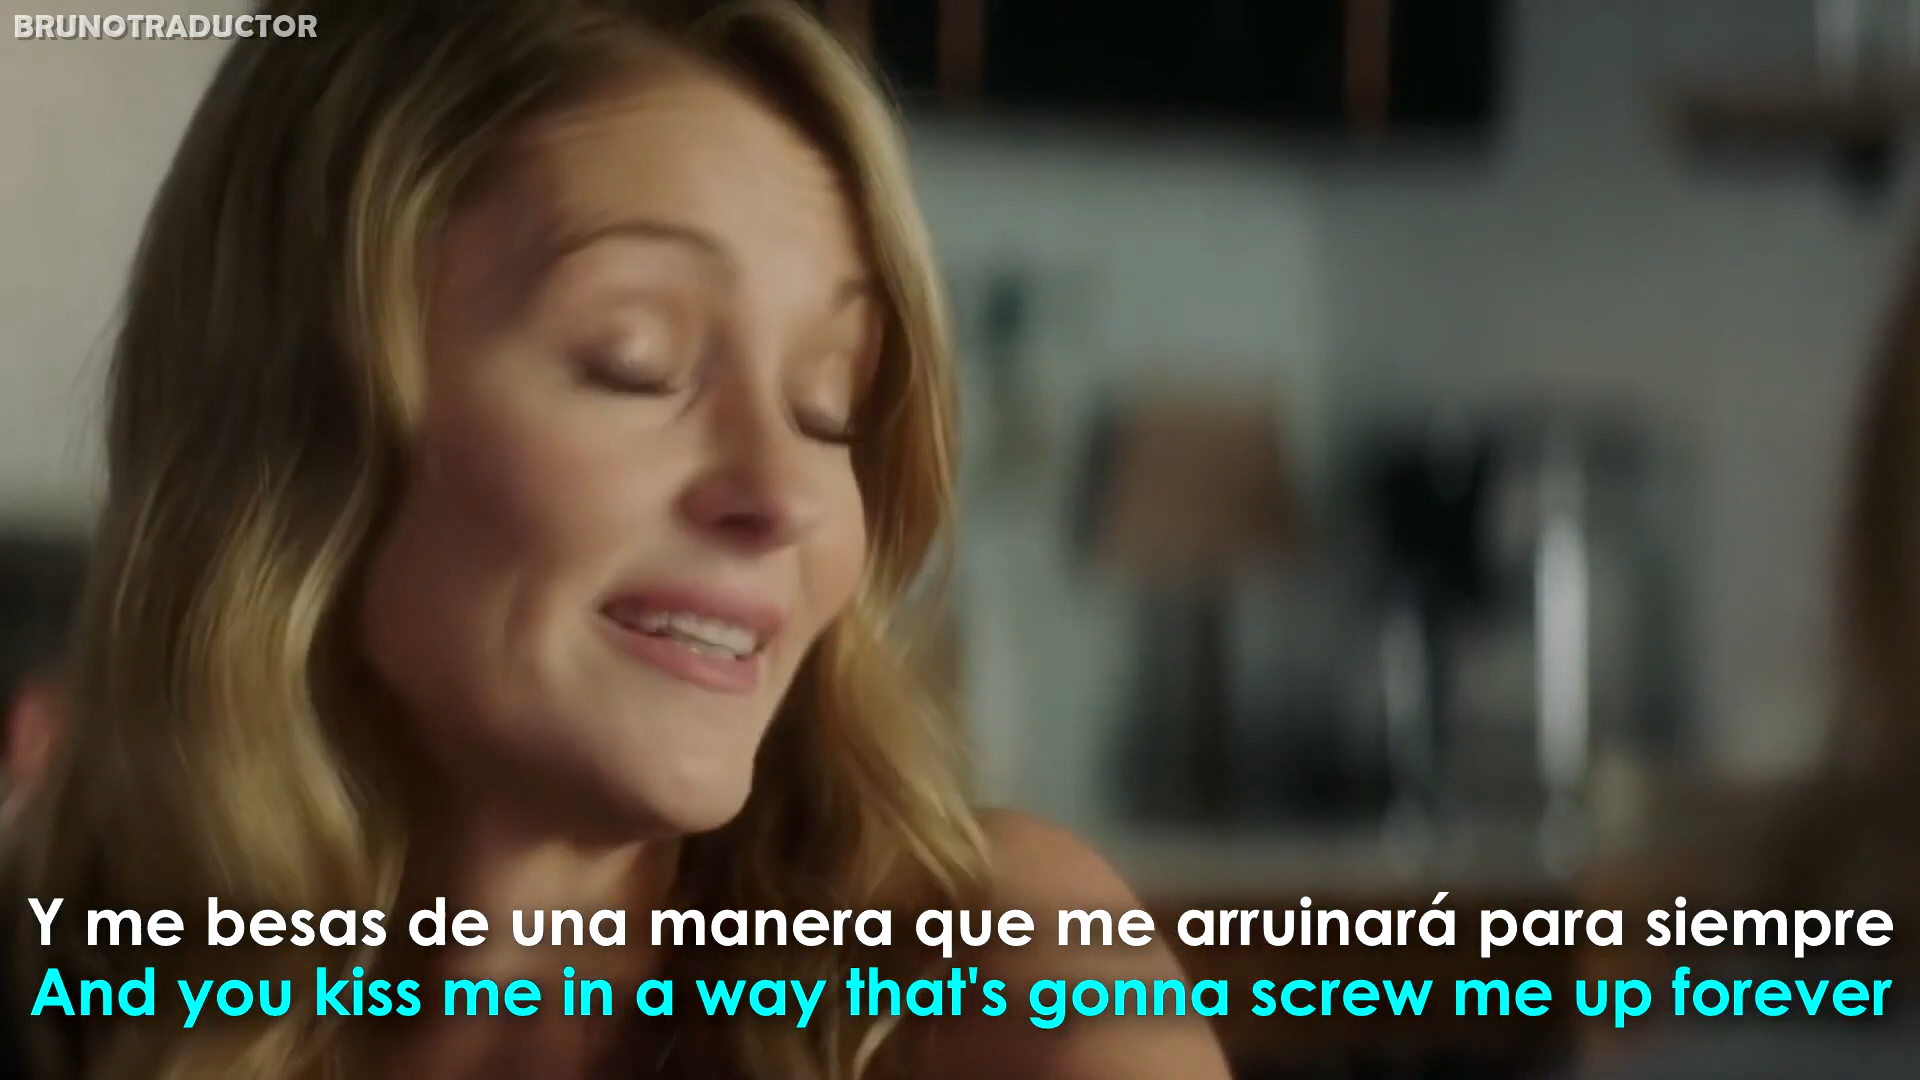 BRUNOTRADUCTOR
Y me besas de una manera que me arruinará para siempre
And you kiss me in a way that's gonna screw me up forever